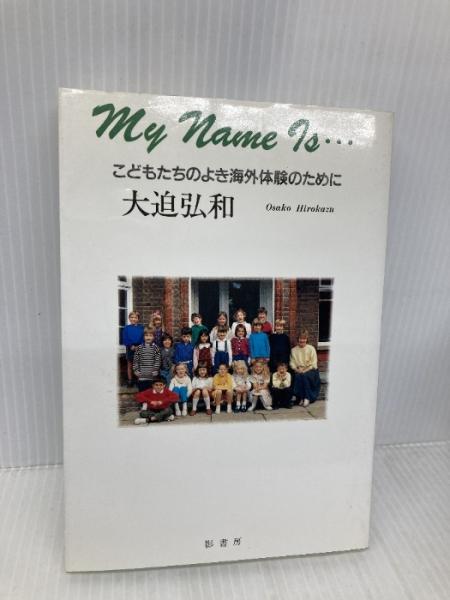 My Name Is…
こどもたちのよき海外体験のために
大迫弘和 Osako Hirokazu
影書房